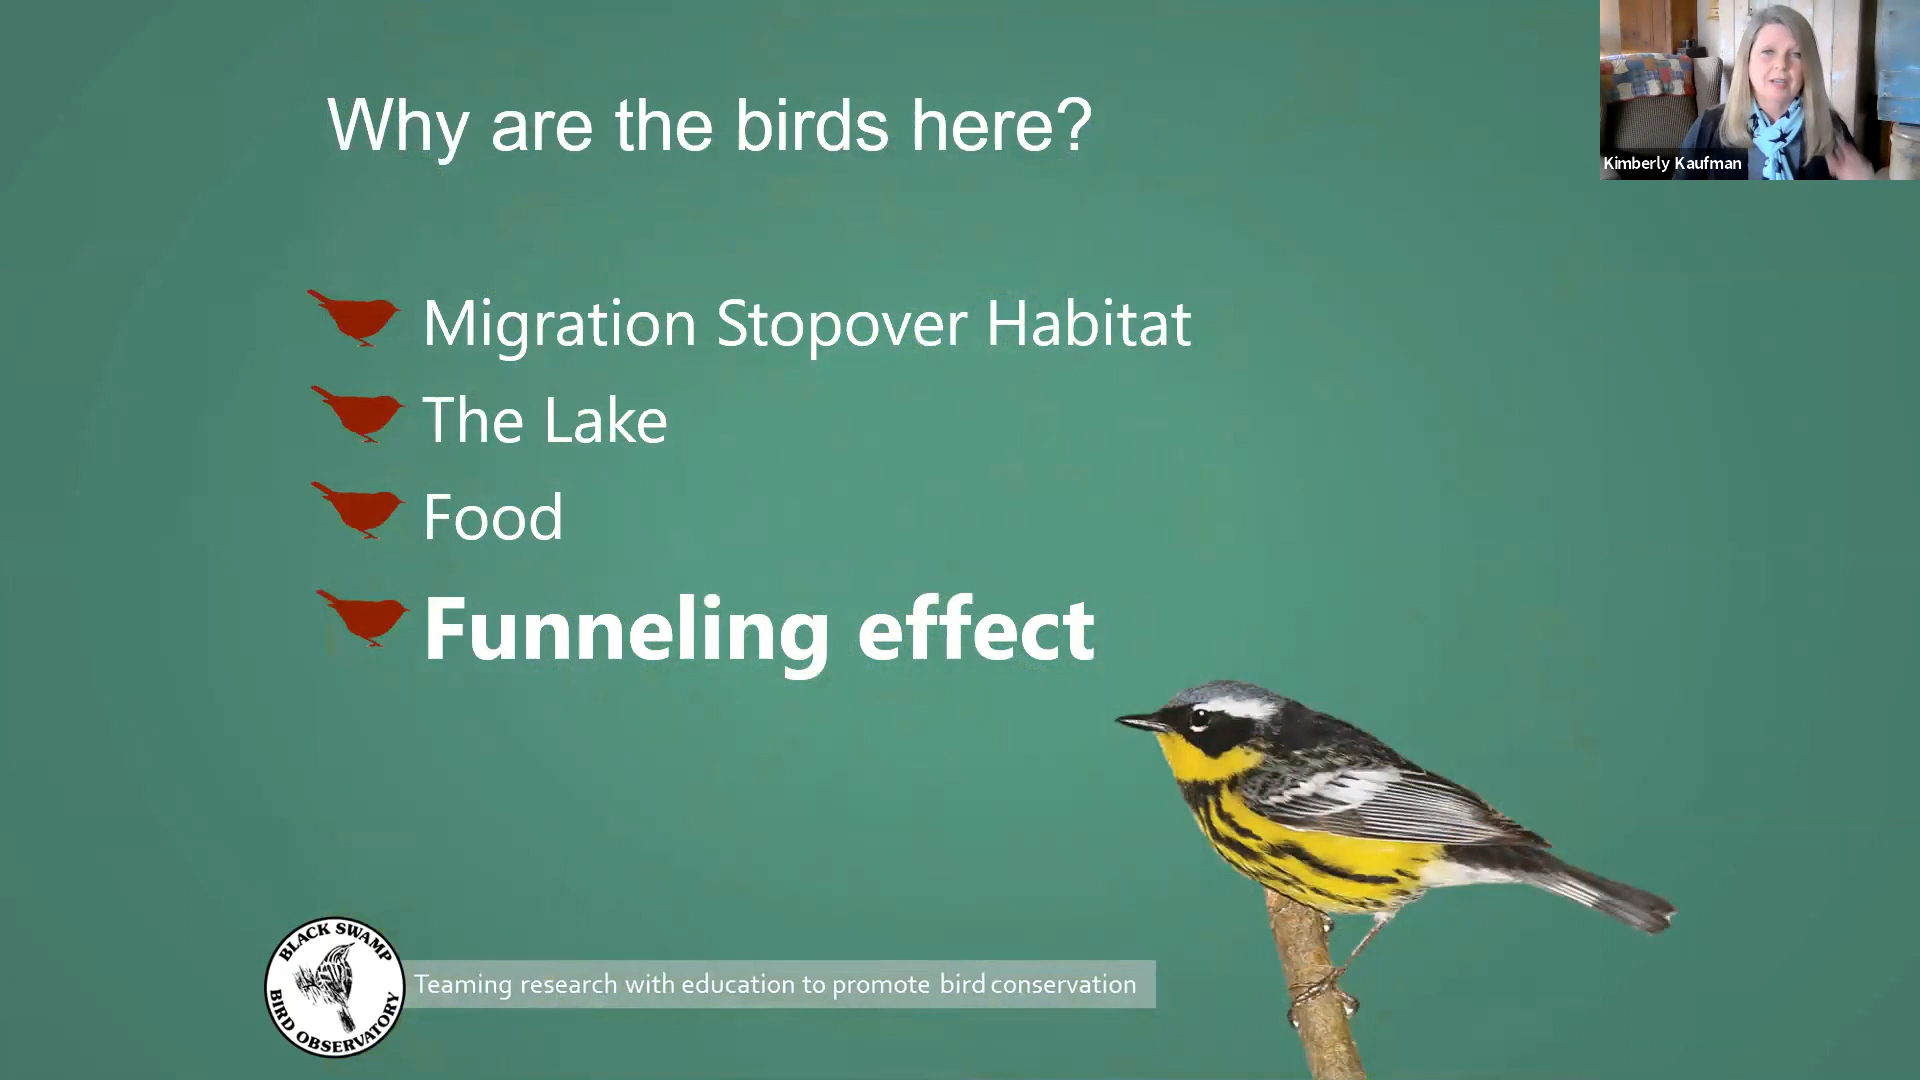 Why are the birds here?
Kimberly Kaufman
Migration Stopover Habitat
The Lake
Food
Funneling effect
BLACK SWAMP
BIRD OBSERVATORY
Teaming research with education to promote bird conservation